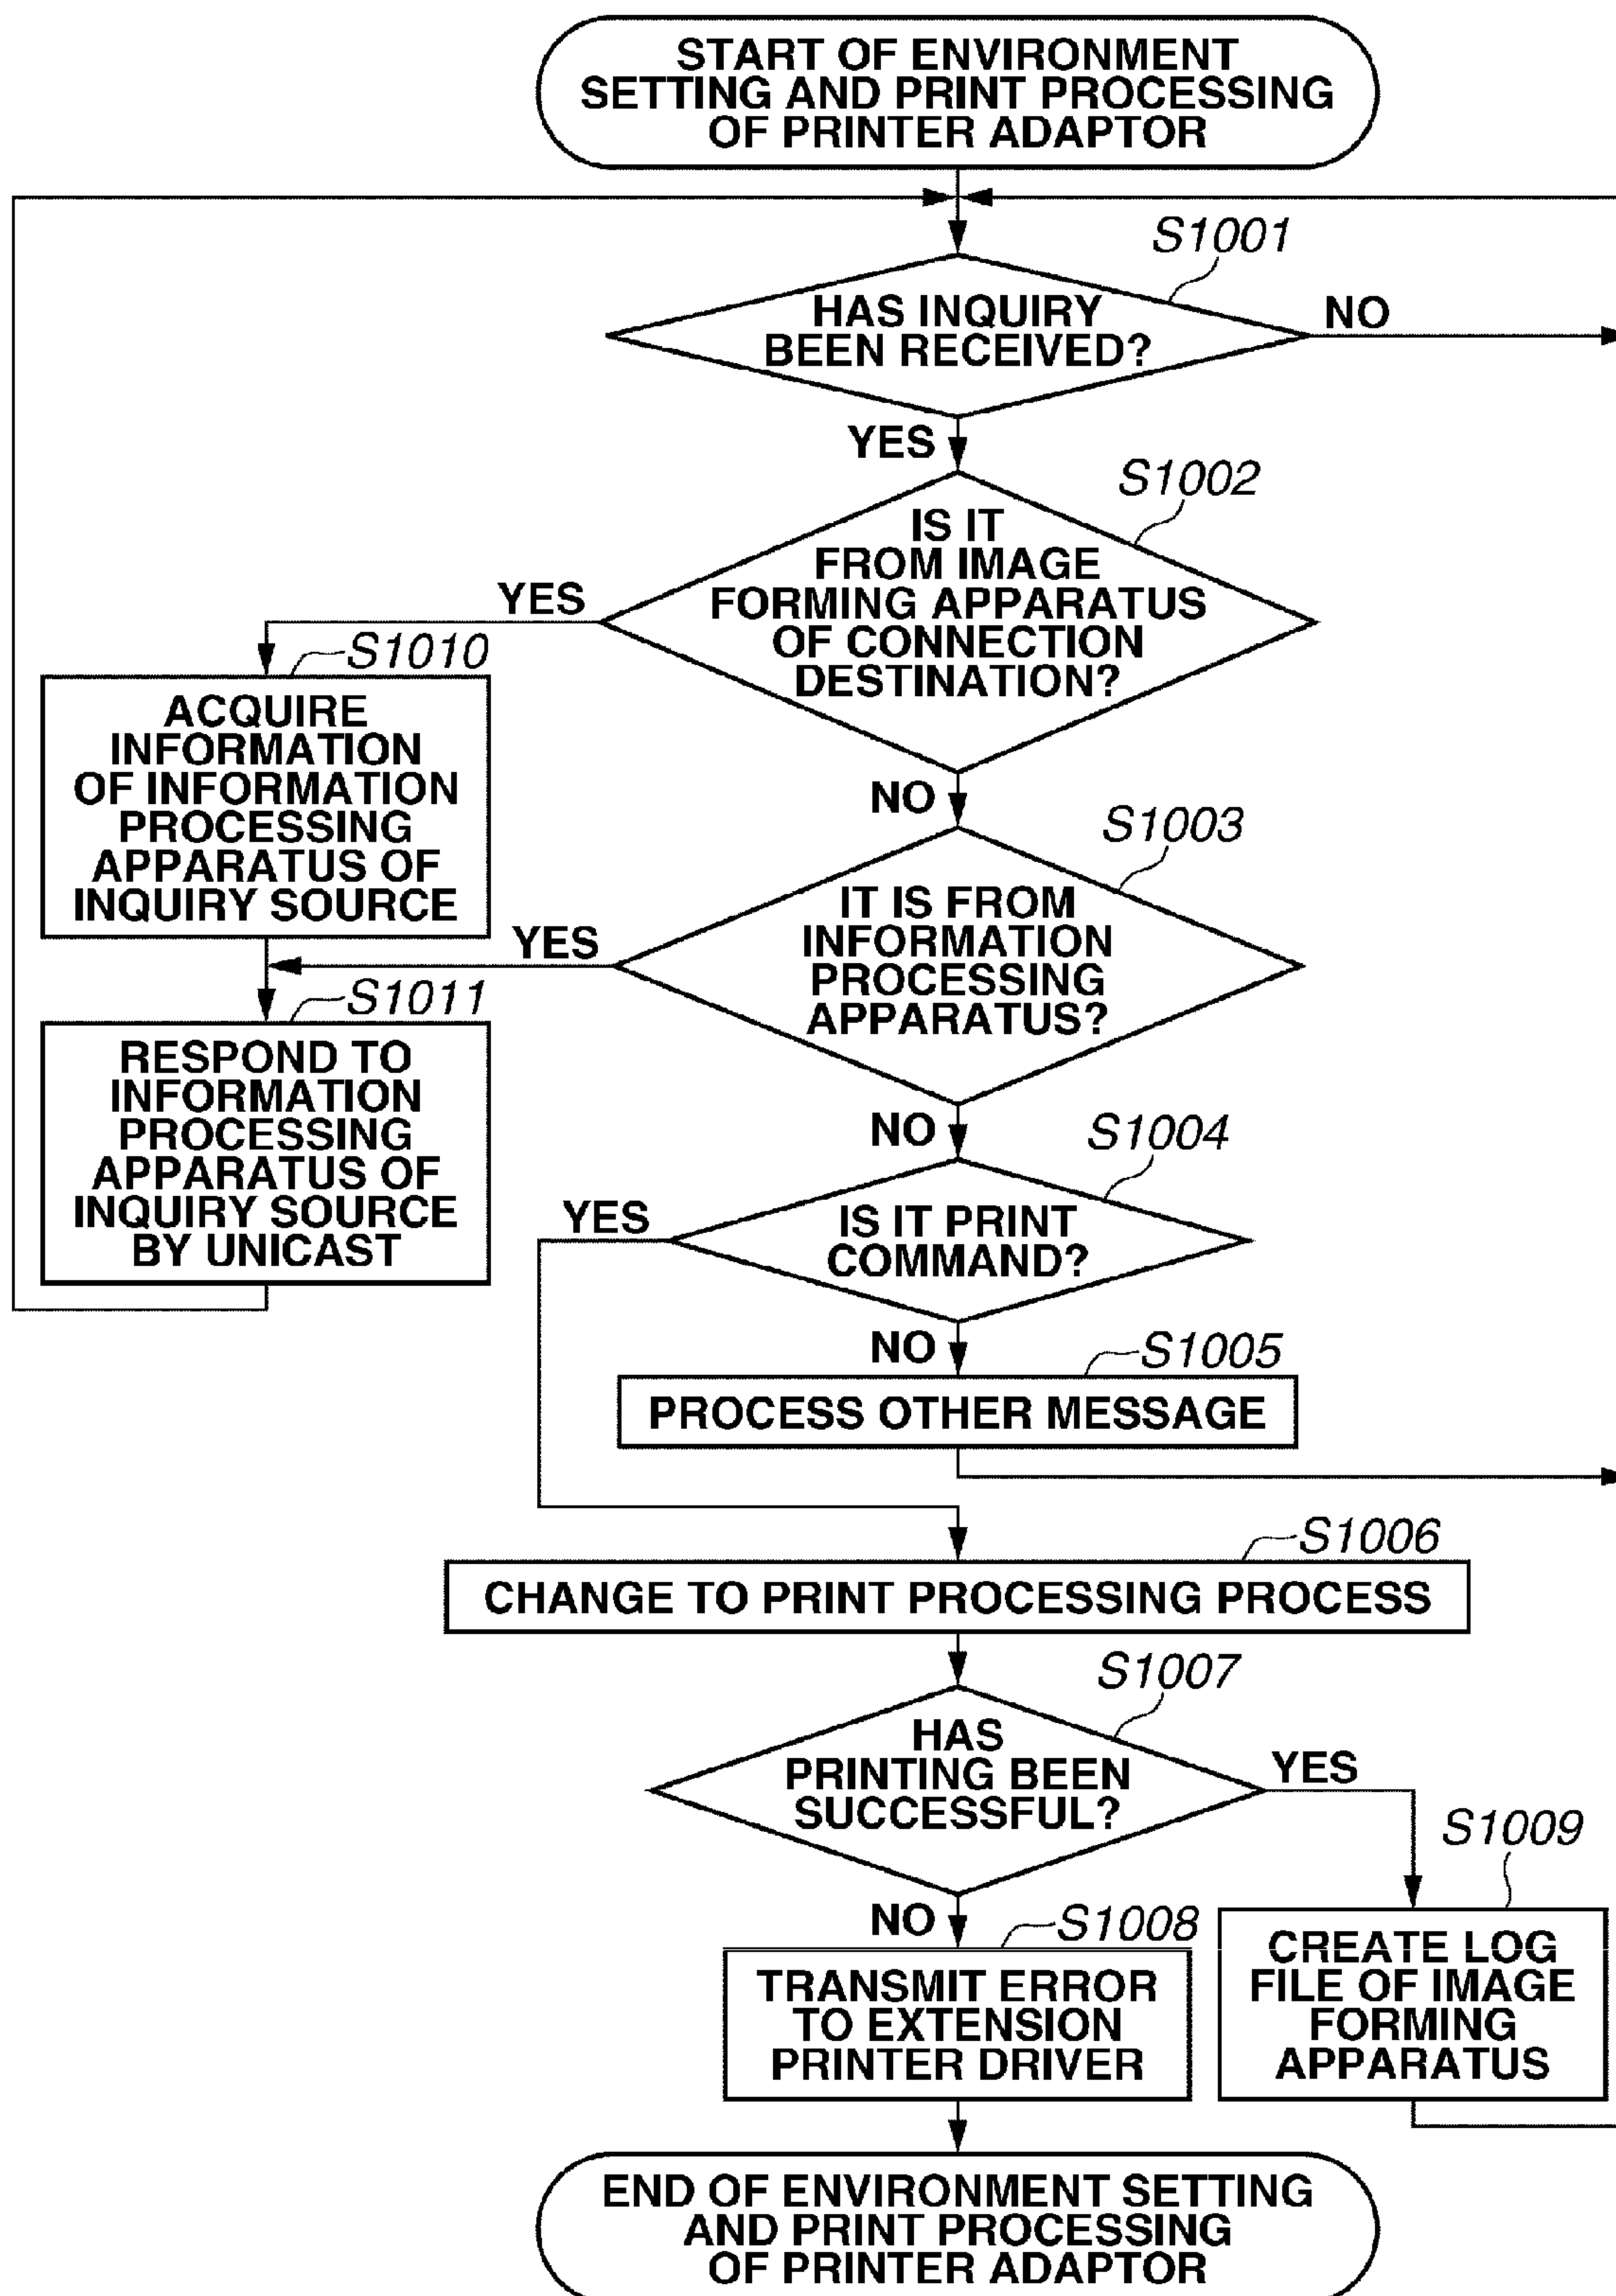 START OF ENVIRONMENT
SETTING AND PRINT PROCESSING
OF PRINTER ADAPTOR
S1001
HAS INQUIRY
BEEN RECEIVED?
NO
YES
S1002
IS IT
FROM IMAGE
FORMING APPARATUS
OF CONNECTION
DESTINATION?
YES
S1010
ACQUIRE
INFORMATION
OF INFORMATION
PROCESSING
APPARATUS OF
INQUIRY SOURCE
NO
S1003
IT IS FROM
INFORMATION
PROCESSING
APPARATUS?
YES
S1011
RESPOND TO
INFORMATION
PROCESSING
APPARATUS OF
INQUIRY SOURCE
BY UNICAST
NO
S1004
IS IT PRINT
COMMAND?
YES
NO
S1005
PROCESS OTHER MESSAGE
S1006
CHANGE TO PRINT PROCESSING PROCESS
S1007
HAS
PRINTING BEEN
SUCCESSFUL?
YES
S1009
CREATE LOG
FILE OF IMAGE
FORMING
APPARATUS
NO
S1008
TRANSMIT ERROR
TO EXTENSION
PRINTER DRIVER
END OF ENVIRONMENT SETTING
AND PRINT PROCESSING
OF PRINTER ADAPTOR